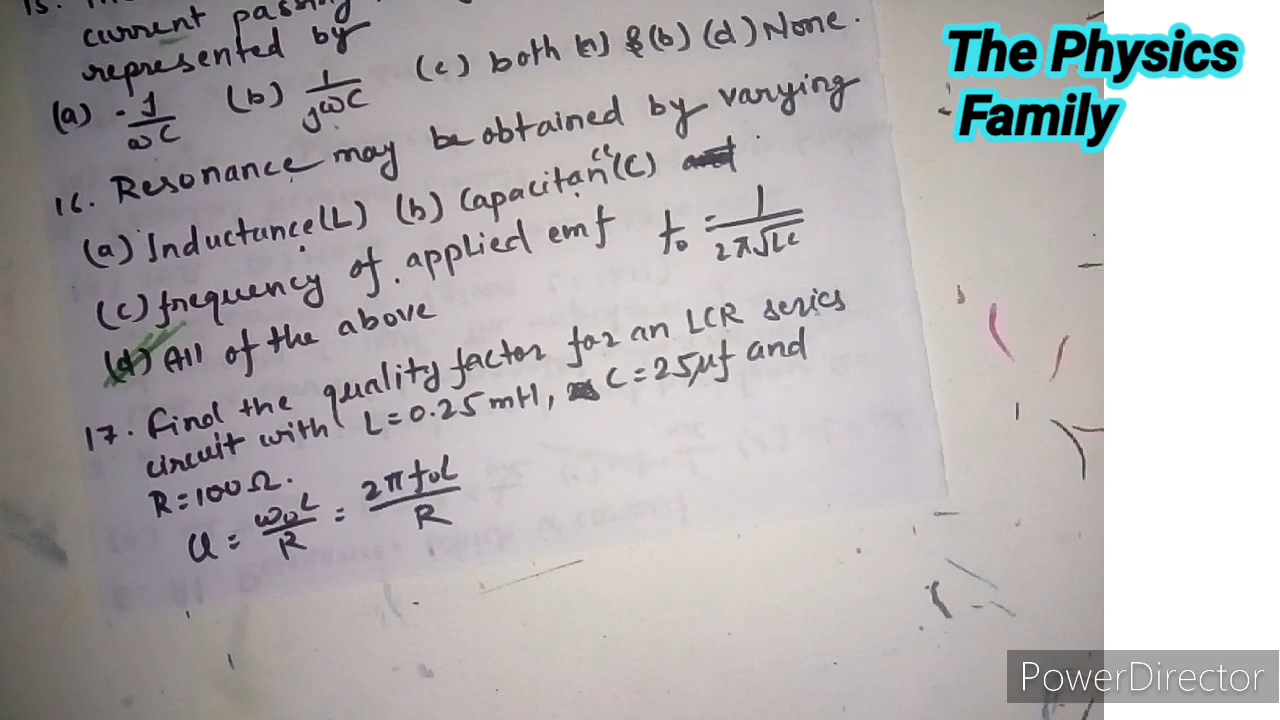 15.
current passing
represented by
(a) - 1/ωC (b) 1/jωC (c) both (a) & (b) (d) None.
16. Resonance may be obtained by varying
(a) Inductance(L) (b) Capacitance(C)
(c) frequency of applied emf f₀ = 1/2π√LC
(d) All of the above
17. Find the quality factor for an LCR series
circuit with L=0.25 mH, C=25μf and
R=100Ω.
Q = ω₀L/R = 2πf₀L/R
The Physics
Family
PowerDirector